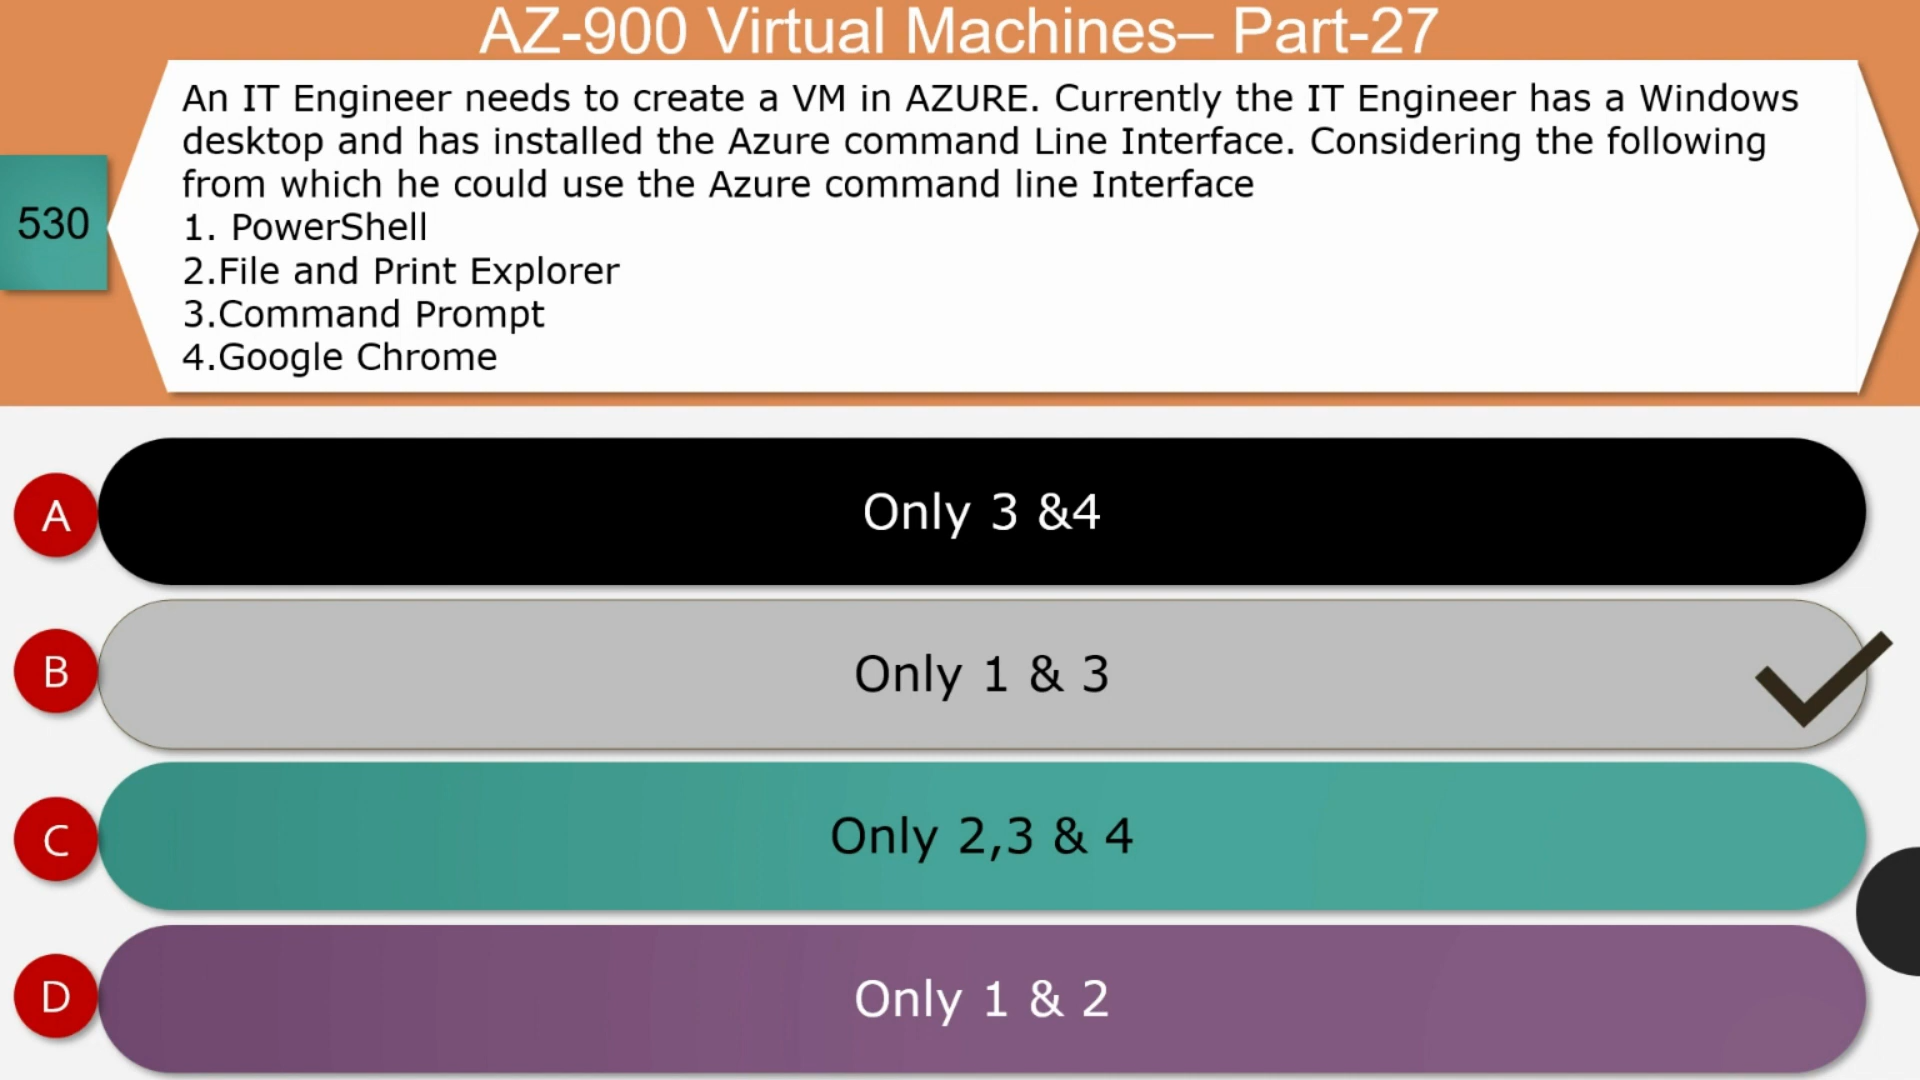 AZ-900 Virtual Machines– Part-27
An IT Engineer needs to create a VM in AZURE. Currently the IT Engineer has a Windows
desktop and has installed the Azure command Line Interface. Considering the following
from which he could use the Azure command line Interface
530
1. PowerShell
2.File and Print Explorer
3.Command Prompt
4.Google Chrome
A
Only 3 &4
B
Only 1 & 3
C
Only 2,3 & 4
D
Only 1 & 2